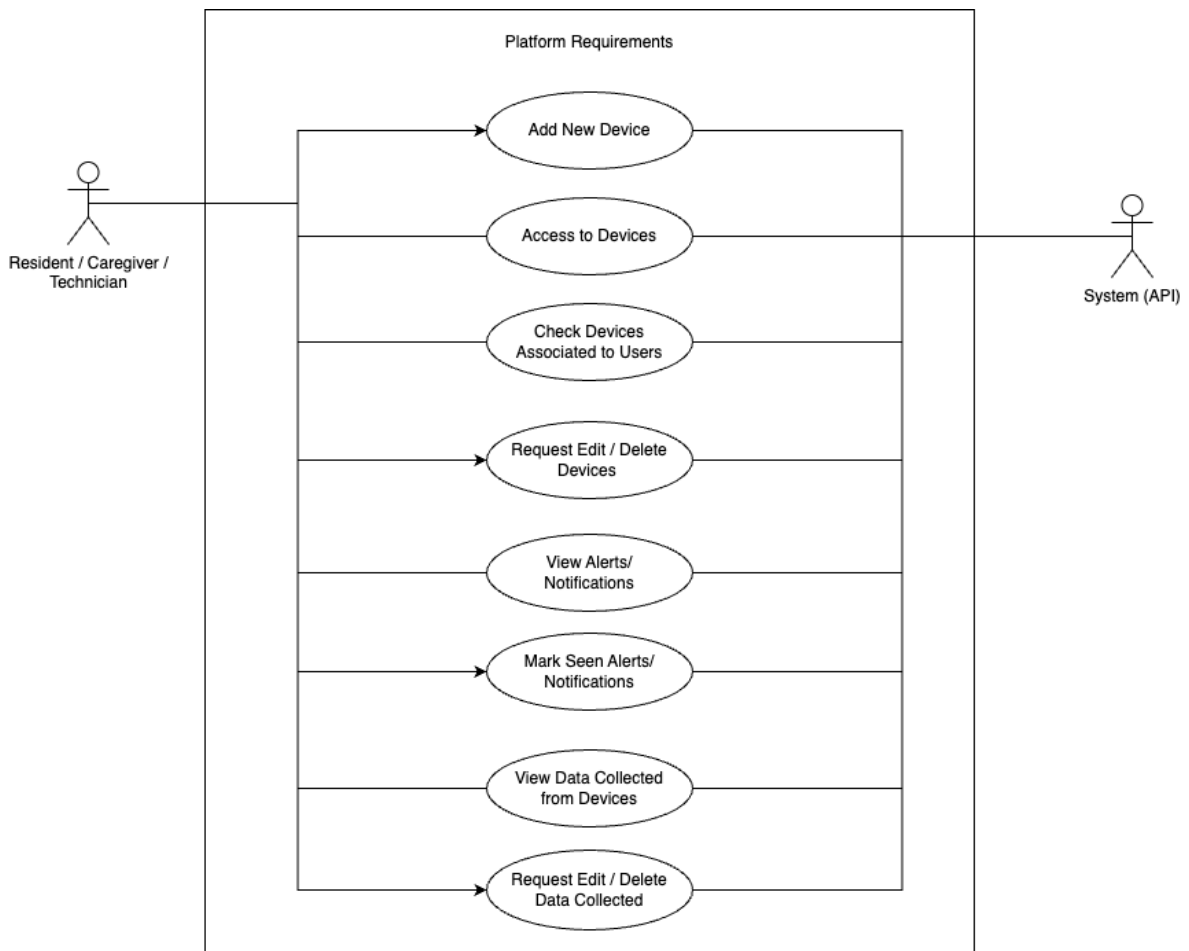 Platform Requirements
Add New Device
Resident / Caregiver /
Technician
Access to Devices
System (API)
Check Devices
Associated to Users
Request Edit / Delete
Devices
View Alerts/
Notifications
Mark Seen Alerts/
Notifications
View Data Collected
from Devices
Request Edit / Delete
Data Collected